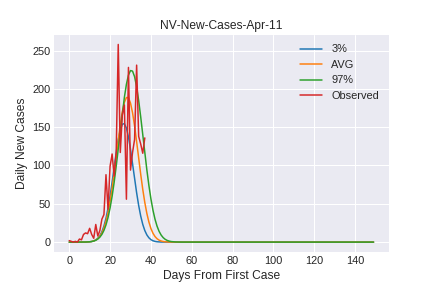 NV-New-Cases-Apr-11
250
200
150
100
50
0
Daily New Cases
3%
AVG
97%
Observed
0 20 40 60 80 100 120 140
Days From First Case